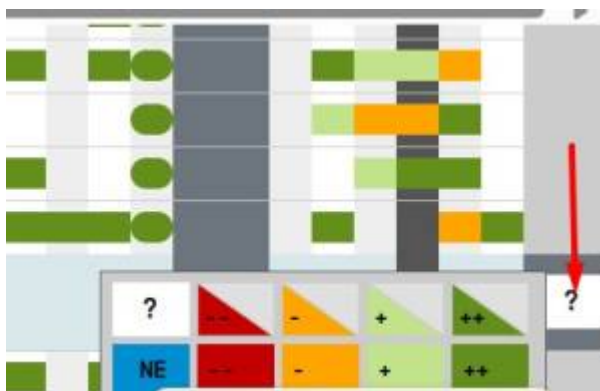 ?
? -- - + ++
NE -- - + ++